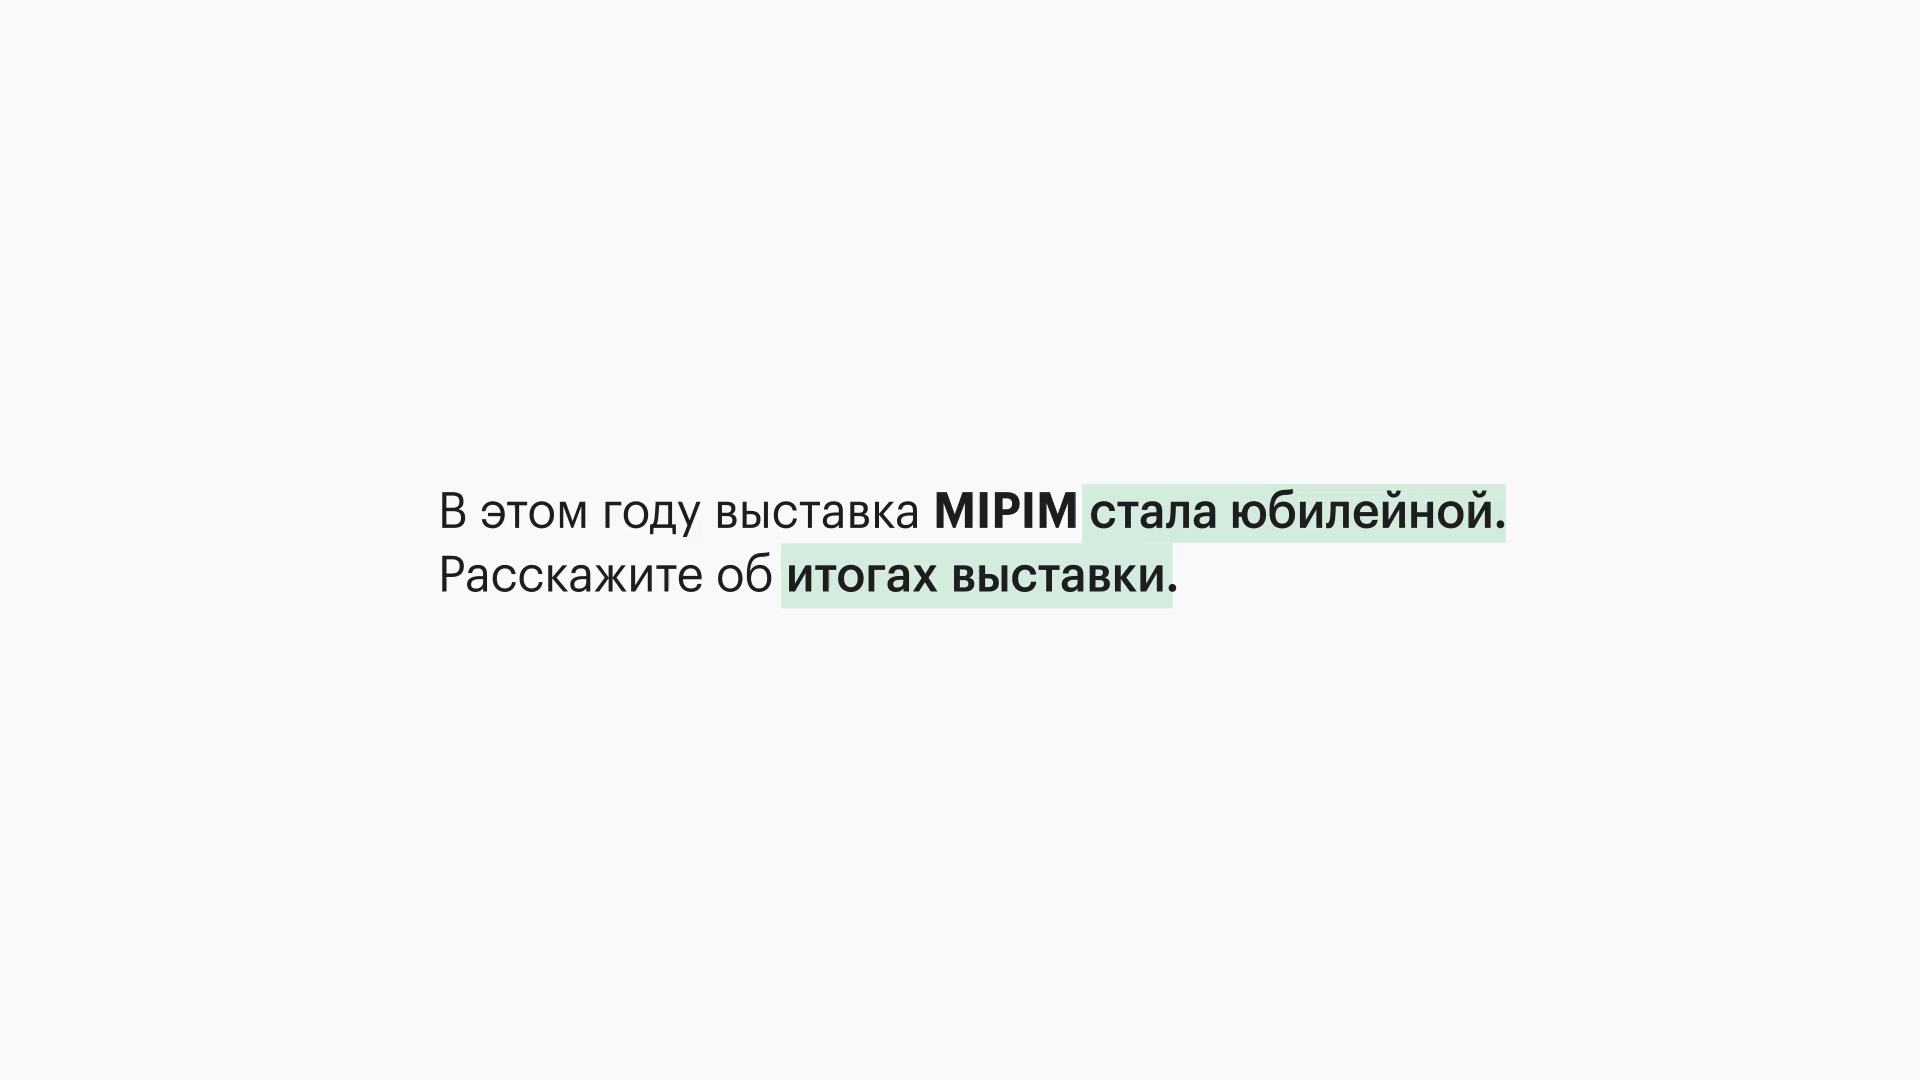 В этом году выставка MIPIM стала юбилейной.
Расскажите об итогах выставки.